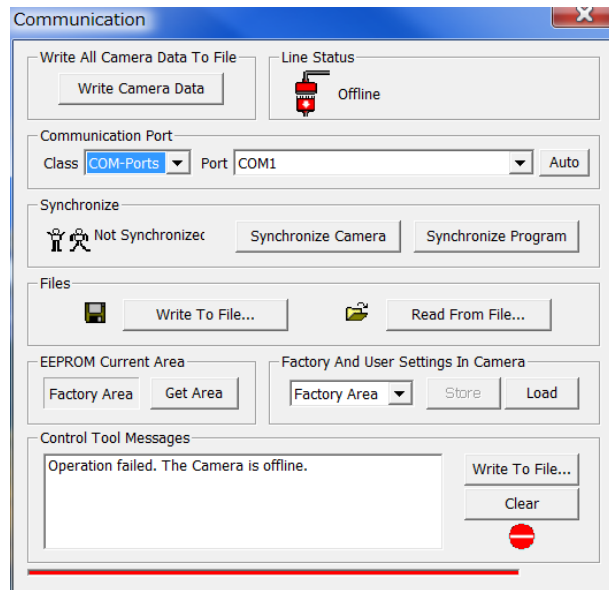 Communication
Write All Camera Data To File
Line Status
Write Camera Data
Offline
Communication Port
Class COM-Ports Port COM1 Auto
Synchronize
Not Synchronized Synchronize Camera Synchronize Program
Files
Write To File... Read From File...
EEPROM Current Area
Factory And User Settings In Camera
Factory Area Get Area Factory Area Store Load
Control Tool Messages
Operation failed. The Camera is offline.
Write To File...
Clear